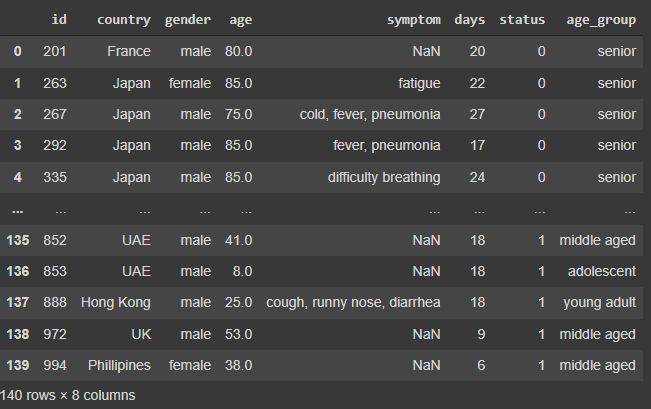 id country gender age symptom days status age_group
0 201 France male 80.0 NaN 20 0 senior
1 263 Japan female 85.0 fatigue 22 0 senior
2 267 Japan male 75.0 cold, fever, pneumonia 27 0 senior
3 292 Japan male 85.0 fever, pneumonia 17 0 senior
4 335 Japan male 85.0 difficulty breathing 24 0 senior
... ... ... ... ... ... ... ... ...
135 852 UAE male 41.0 NaN 18 1 middle aged
136 853 UAE male 8.0 NaN 18 1 adolescent
137 888 Hong Kong male 25.0 cough, runny nose, diarrhea 18 1 young adult
138 972 UK male 53.0 NaN 9 1 middle aged
139 994 Phillipines female 38.0 NaN 6 1 middle aged
140 rows × 8 columns